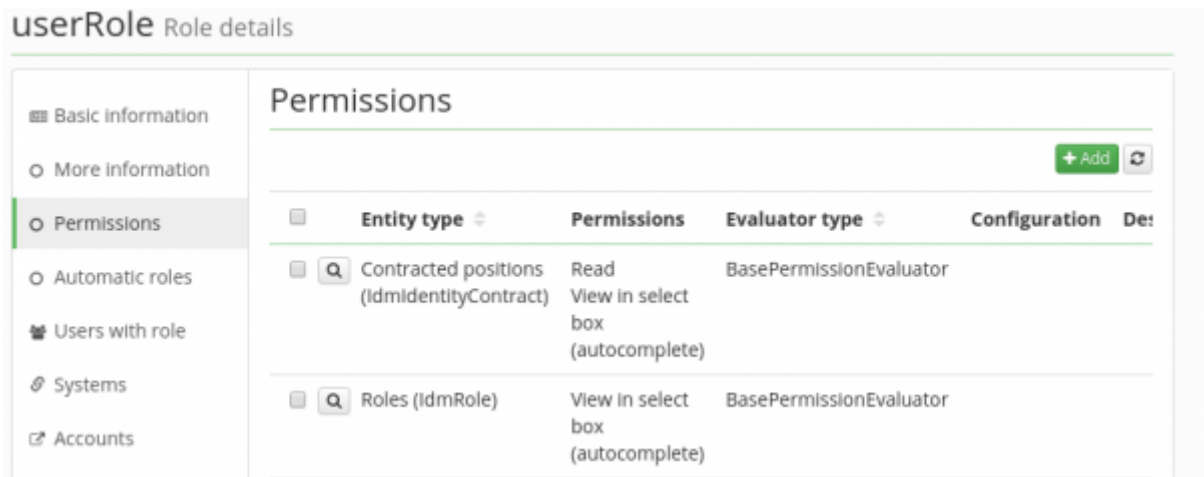 userRole Role details
Basic information
More information
Permissions
Automatic roles
Users with role
Systems
Accounts
Permissions
+ Add
Entity type Permissions Evaluator type Configuration Des
Contracted positions Read BasePermissionEvaluator
(IdmIdentityContract) View in select
box
(autocomplete)
Roles (IdmRole) View in select BasePermissionEvaluator
box
(autocomplete)